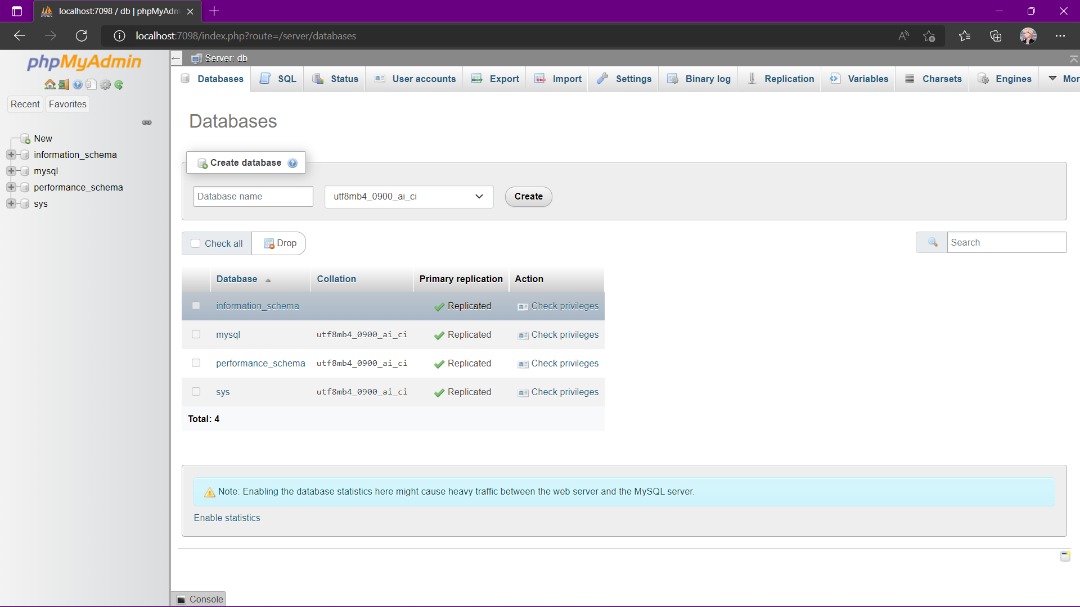 localhost:7098 / db | phpMyAdm
localhost:7098/index.php?route=/server/databases
phpMyAdmin
Recent Favorites
New
information_schema
mysql
performance_schema
sys
Server: db
Databases SQL Status User accounts Export Import Settings Binary log Replication Variables Charsets Engines Mor
Databases
Create database
Database name utf8mb4_0900_ai_ci Create
Check all Drop Search
Database Collation Primary replication Action
information_schema Replicated Check privileges
mysql utf8mb4_0900_ai_ci Replicated Check privileges
performance_schema utf8mb4_0900_ai_ci Replicated Check privileges
sys utf8mb4_0900_ai_ci Replicated Check privileges
Total: 4
Note: Enabling the database statistics here might cause heavy traffic between the web server and the MySQL server.
Enable statistics
Console